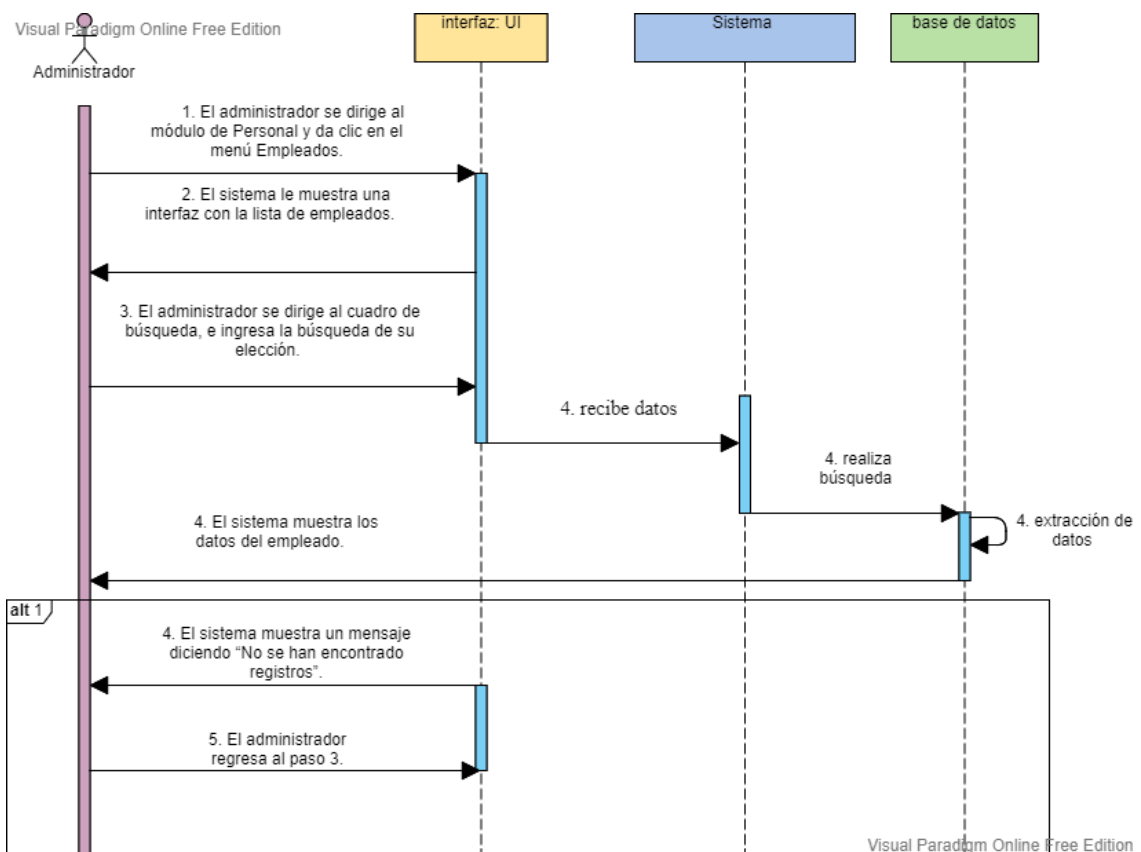 Visual Paradigm Online Free Edition
Administrador
interfaz: UI
Sistema
base de datos
1. El administrador se dirige al
módulo de Personal y da clic en el
menú Empleados.
2. El sistema le muestra una
interfaz con la lista de empleados.
3. El administrador se dirige al cuadro de
búsqueda, e ingresa la búsqueda de su
elección.
4. recibe datos
4. realiza
búsqueda
4. extracción de
datos
4. El sistema muestra los
datos del empleado.
alt 1
4. El sistema muestra un mensaje
diciendo “No se han encontrado
registros”.
5. El administrador
regresa al paso 3.
Visual Paradigm Online Free Edition